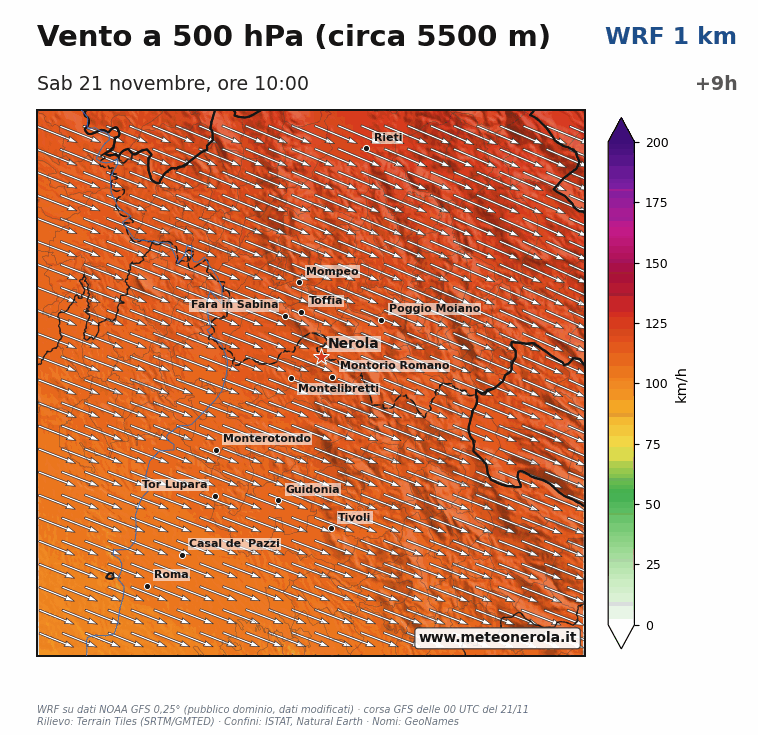 Vento a 500 hPa (circa 5500 m)
WRF 1 km
Sab 21 novembre, ore 10:00
+9h
Rieti
Mompeo
Fara in Sabina
Toffia
Poggio Moiano
Nerola
Montorio Romano
Montelibretti
Monterotondo
Tor Lupara
Guidonia
Tivoli
Casal de' Pazzi
Roma
www.meteonerola.it
200
175
150
125
100
75
50
25
0
km/h
WRF su dati NOAA GFS 0,25° (pubblico dominio, dati modificati) · corsa GFS delle 00 UTC del 21/11
Rilievo: Terrain Tiles (SRTM/GMTED) · Confini: ISTAT, Natural Earth · Nomi: GeoNames